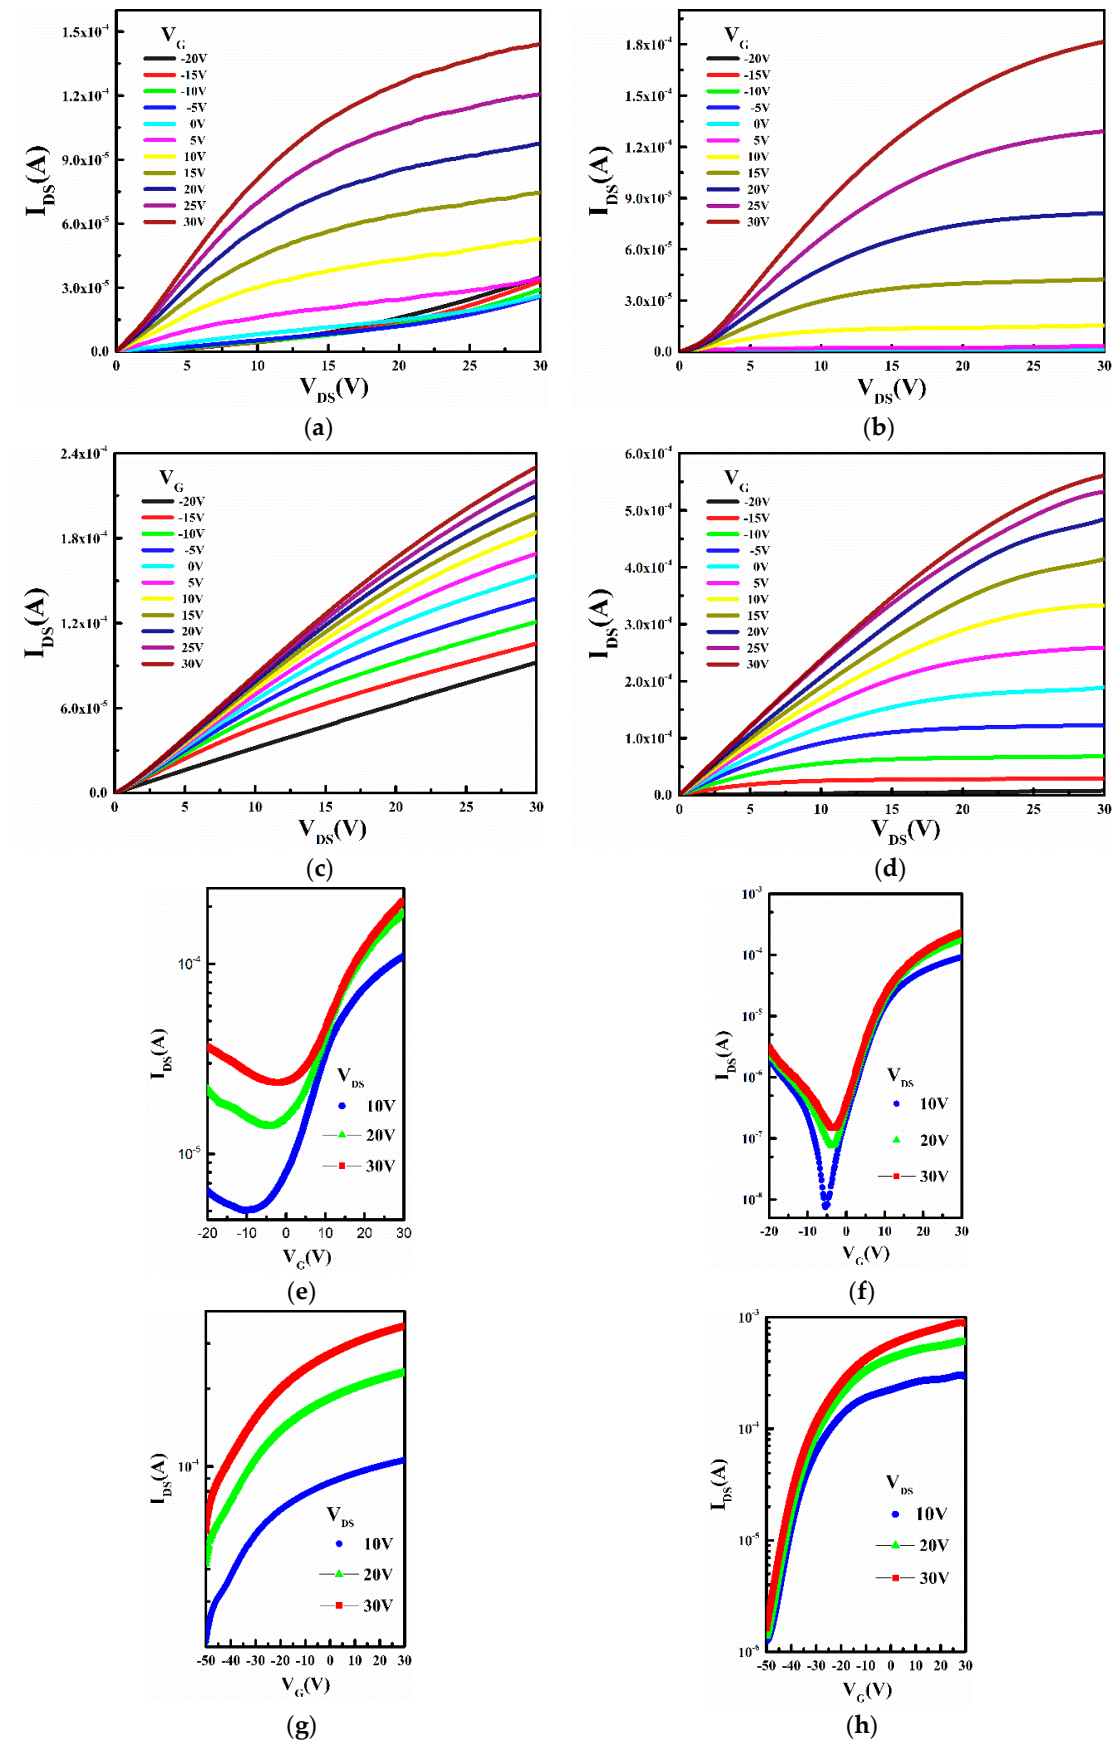 V_G
-20V
-15V
-10V
-5V
0V
5V
10V
15V
20V
25V
30V
I_DS(A)
1.5x10⁻⁴
1.2x10⁻⁴
9.0x10⁻⁵
6.0x10⁻⁵
3.0x10⁻⁵
0.0
0 5 10 15 20 25 30
V_DS(V)
(a)
V_G
-20V
-15V
-10V
-5V
0V
5V
10V
15V
20V
25V
30V
I_DS(A)
1.8x10⁻⁴
1.5x10⁻⁴
1.2x10⁻⁴
9.0x10⁻⁵
6.0x10⁻⁵
3.0x10⁻⁵
0.0
0 5 10 15 20 25 30
V_DS(V)
(b)
V_G
-20V
-15V
-10V
-5V
0V
5V
10V
15V
20V
25V
30V
I_DS(A)
2.4x10⁻⁴
1.8x10⁻⁴
1.2x10⁻⁴
6.0x10⁻⁵
0.0
0 5 10 15 20 25 30
V_DS(V)
(c)
V_G
-20V
-15V
-10V
-5V
0V
5V
10V
15V
20V
25V
30V
I_DS(A)
6.0x10⁻⁴
5.0x10⁻⁴
4.0x10⁻⁴
3.0x10⁻⁴
2.0x10⁻⁴
1.0x10⁻⁴
0.0
0 5 10 15 20 25 30
V_DS(V)
(d)
I_DS(A)
10⁻⁴
10⁻⁵
V_DS
10V
20V
30V
-20 -10 0 10 20 30
V_G(V)
(e)
I_DS(A)
10⁻³
10⁻⁴
10⁻⁵
10⁻⁶
10⁻⁷
10⁻⁸
V_DS
10V
20V
30V
-20 -15 -10 -5 0 5 10 15 20 25 30
V_G(V)
(f)
I_DS(A)
10⁻⁴
V_DS
10V
20V
30V
-50 -40 -30 -20 -10 0 10 20 30
V_G(V)
(g)
I_DS(A)
10⁻³
10⁻⁴
10⁻⁵
10⁻⁶
V_DS
10V
20V
30V
-50 -40 -30 -20 -10 0 10 20 30
V_G(V)
(h)